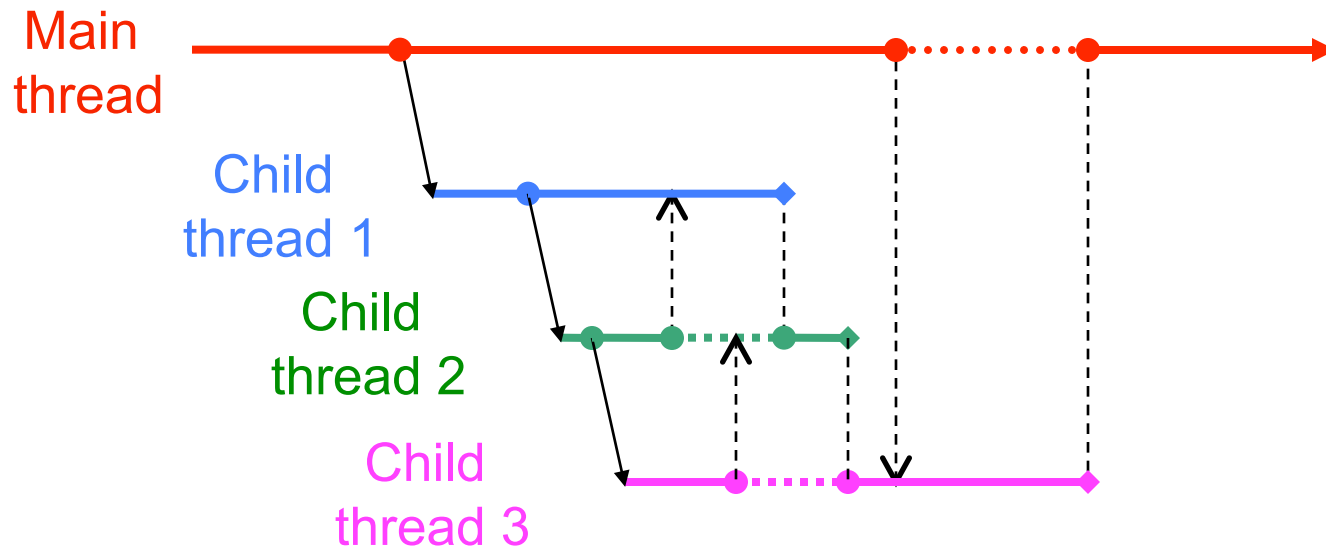 Main
thread
Child
thread 1
Child
thread 2
Child
thread 3